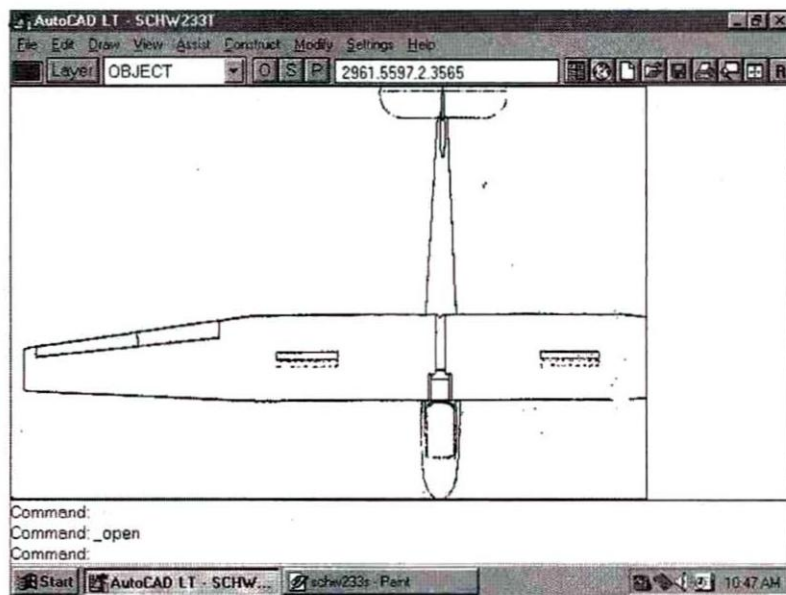 AutoCAD LT - SCHW233T
File Edit Draw View Assist Construct Modify Settings Help
Layer OBJECT O S P 2961.5597.2.3565 R
Command:
Command: _open
Command:
Start AutoCAD LT - SCHW... schw233s - Paint 10:47 AM